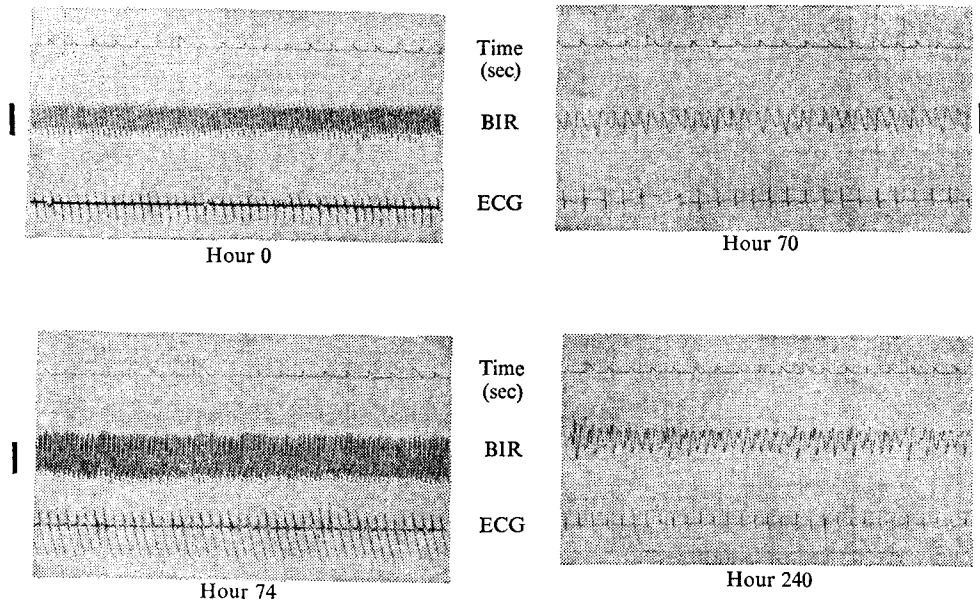 Time
(sec)
BIR
ECG
Hour 0
Hour 70
Time
(sec)
BIR
ECG
Hour 74
Hour 240